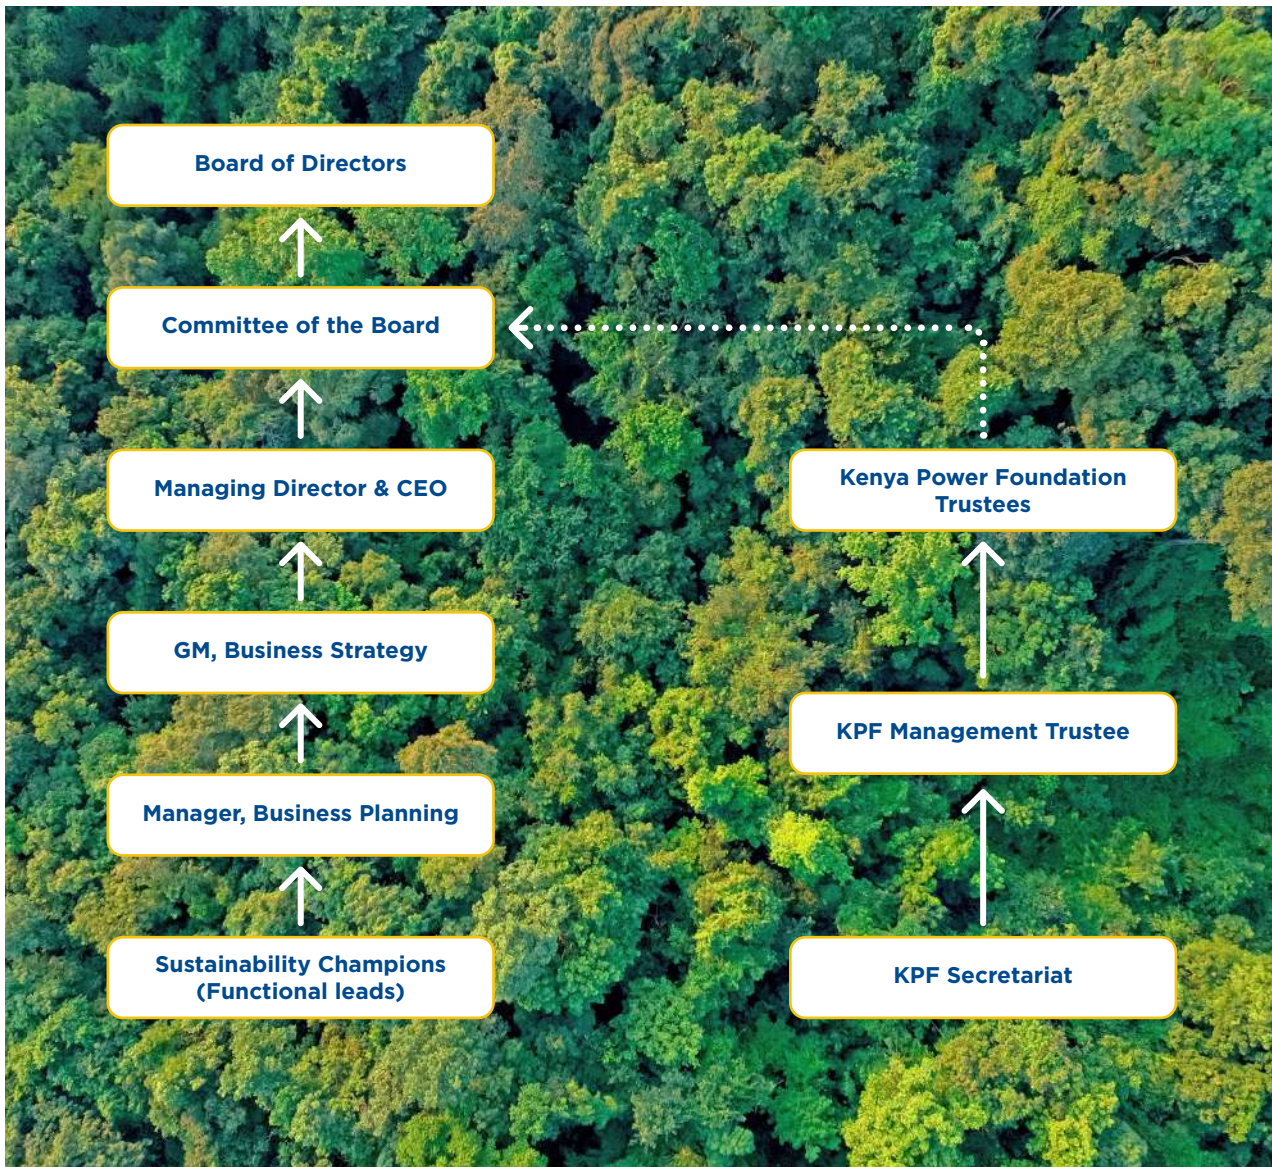 Board of Directors
Committee of the Board
Managing Director & CEO
Kenya Power Foundation
Trustees
GM, Business Strategy
KPF Management Trustee
Manager, Business Planning
Sustainability Champions
(Functional leads)
KPF Secretariat